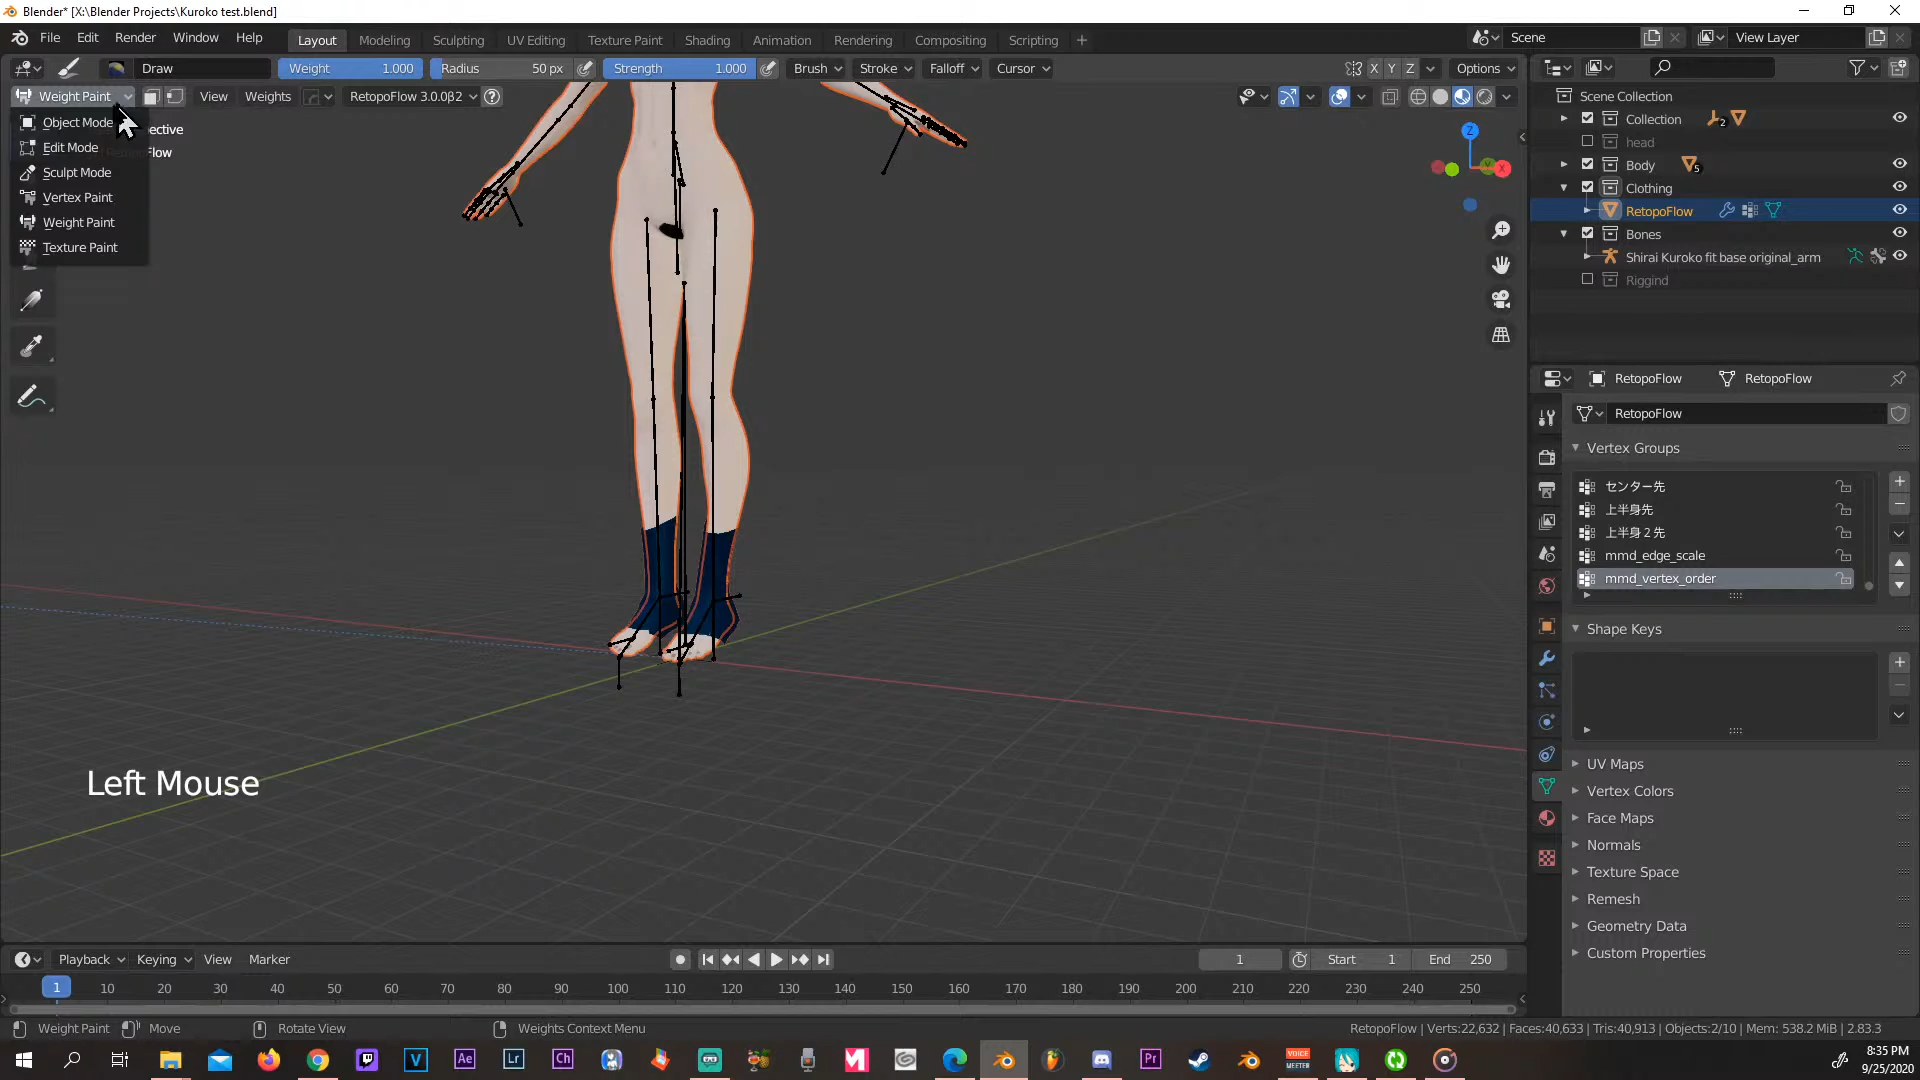 Blender* [X:\Blender Projects\Kuroko test.blend]
File Edit Render Window Help Layout Modeling Sculpting UV Editing Texture Paint Shading Animation Rendering Compositing Scripting + Scene View Layer
Draw Weight 1.000 Radius 50 px Strength 1.000 Brush Stroke Falloff Cursor X Y Z Options
Weight Paint View Weights RetopoFlow 3.0.0β2 ?
Object Mode
Edit Mode
Sculpt Mode
Vertex Paint
Weight Paint
Texture Paint
Z
X
Left Mouse
Scene Collection
Collection 2
head
Body 5
Clothing
RetopoFlow
Bones
Shirai Kuroko fit base original_arm
Riggind
RetopoFlow RetopoFlow
RetopoFlow
Vertex Groups
センター先
上半身先
上半身2先
mmd_edge_scale
mmd_vertex_order
Shape Keys
UV Maps
Vertex Colors
Face Maps
Normals
Texture Space
Remesh
Geometry Data
Custom Properties
Playback Keying View Marker 1 Start 1 End 250
1 10 20 30 40 50 60 70 80 90 100 110 120 130 140 150 160 170 180 190 200 210 220 230 240 250
Weight Paint Move Rotate View Weights Context Menu RetopoFlow | Verts:22,632 | Faces:40,633 | Tris:40,913 | Objects:2/10 | Mem: 538.2 MiB | 2.83.3
V Ae Lr Ch M Pr VOICE MEETER
8:35 PM
9/25/2020